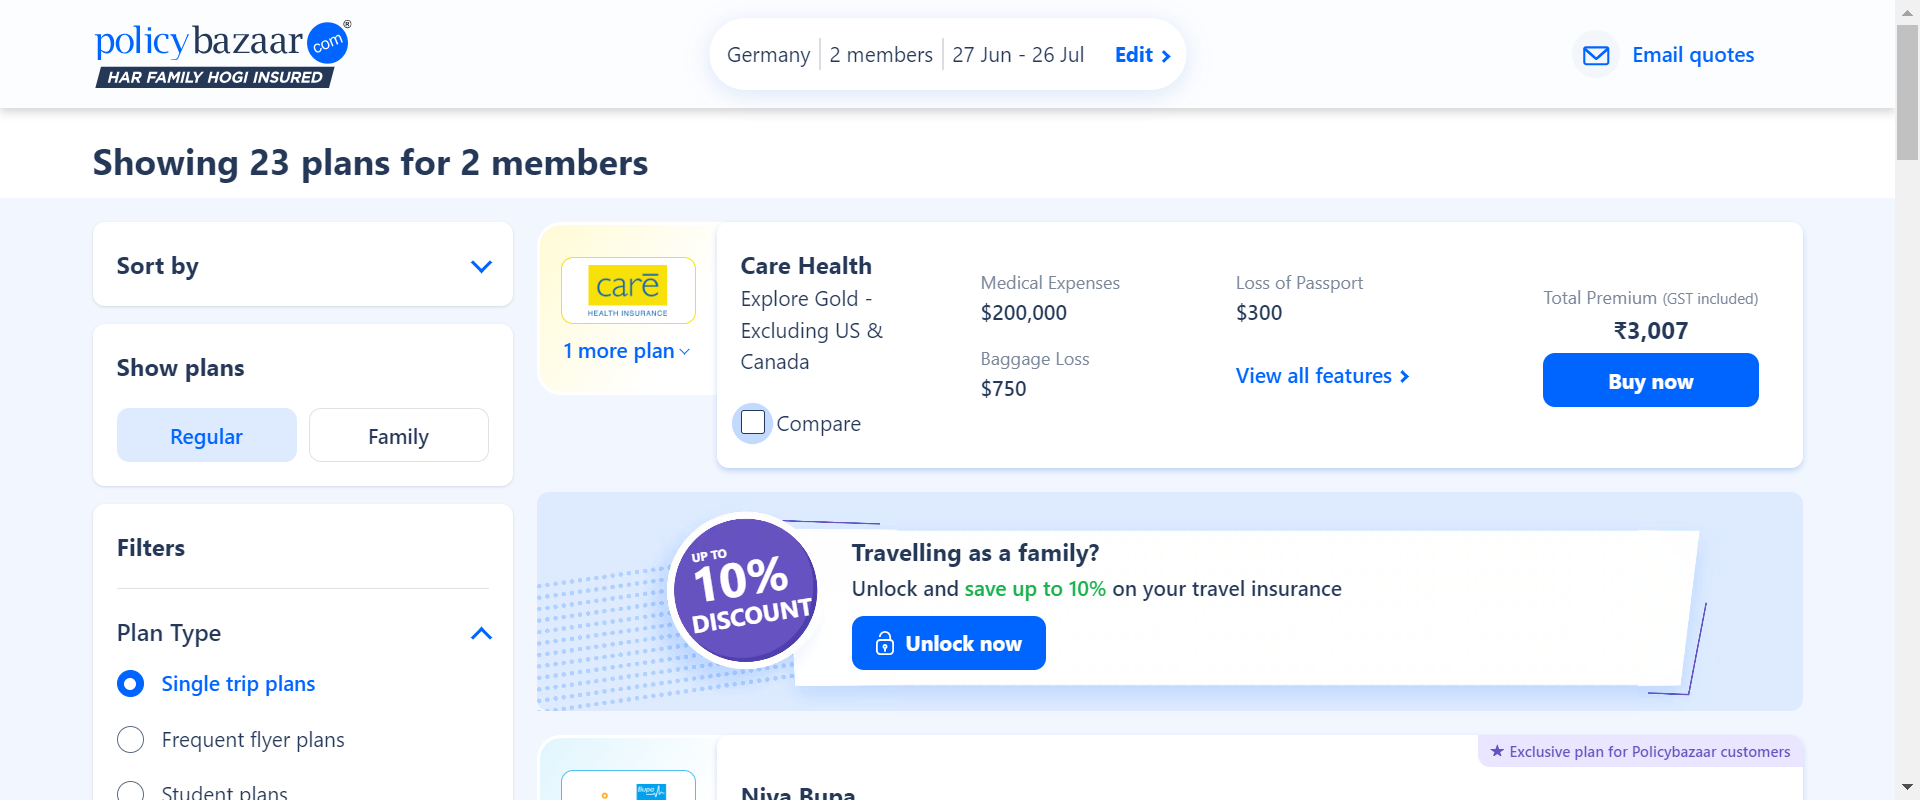 policybazaar.com®
HAR FAMILY HOGI INSURED
Germany
2 members
27 Jun - 26 Jul
Edit
Email quotes
Showing 23 plans for 2 members
Sort by
Show plans
Regular
Family
Filters
Plan Type
Single trip plans
Frequent flyer plans
Student plans
care
HEALTH INSURANCE
1 more plan
Care Health
Explore Gold -
Excluding US &
Canada
Compare
Medical Expenses
$200,000
Baggage Loss
$750
Loss of Passport
$300
View all features
Total Premium (GST included)
₹3,007
Buy now
UP TO
10%
DISCOUNT
Travelling as a family?
Unlock and save up to 10% on your travel insurance
Unlock now
Exclusive plan for Policybazaar customers
Bupa
Niva Bupa